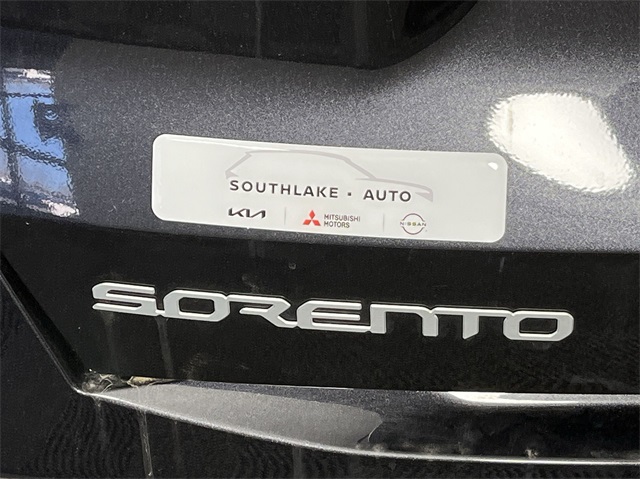 SOUTHLAKE · AUTO
KIA MITSUBISHI MOTORS NISSAN
SORENTO